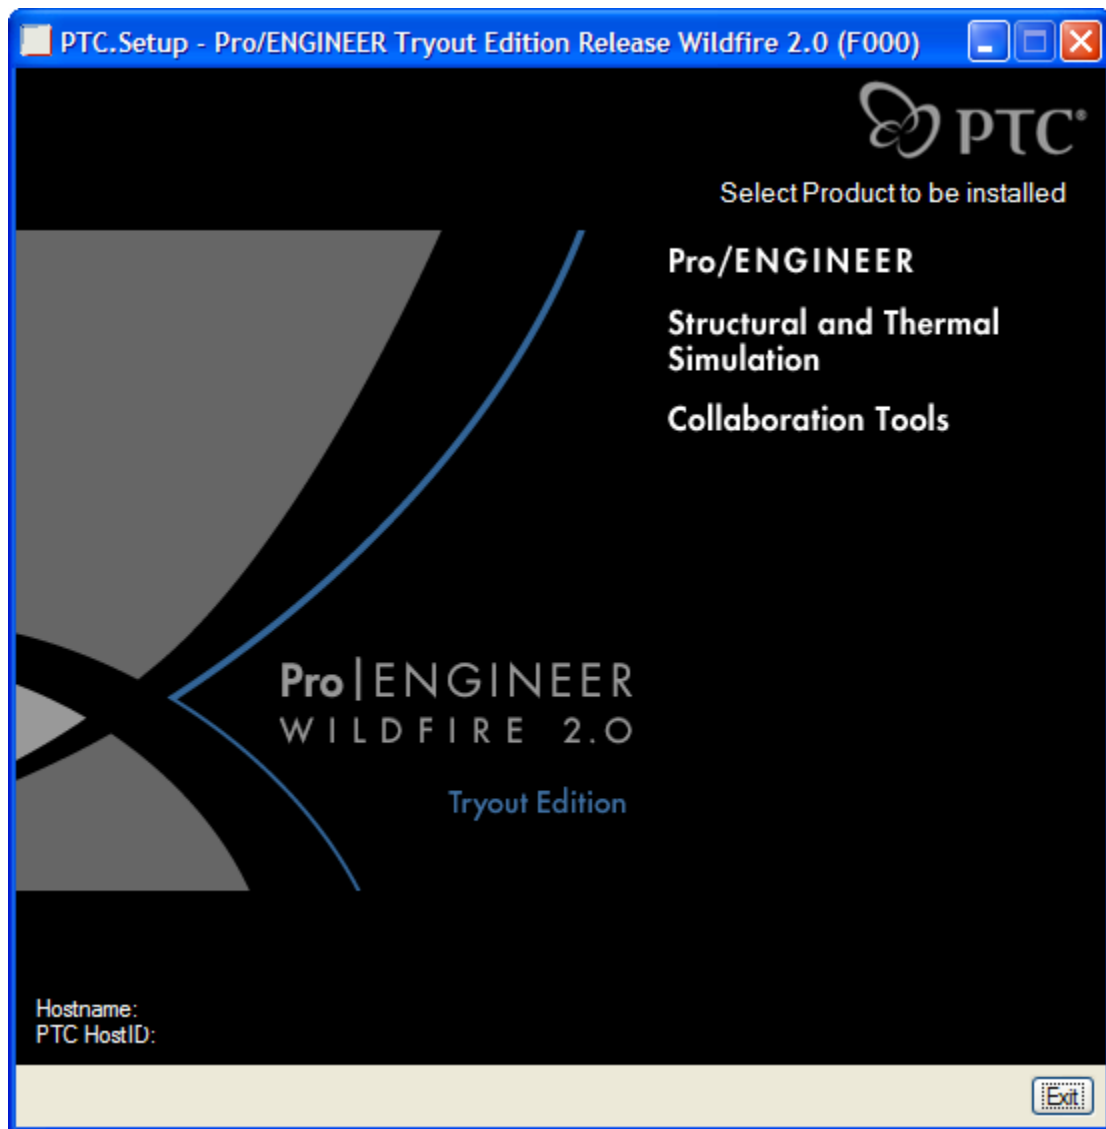 PTC.Setup - Pro/ENGINEER Tryout Edition Release Wildfire 2.0 (F000)
PTC®
Select Product to be installed
Pro/ENGINEER
Structural and Thermal
Simulation
Collaboration Tools
Pro|ENGINEER
WILDFIRE 2.0
Tryout Edition
Hostname:
PTC HostID:
Exit